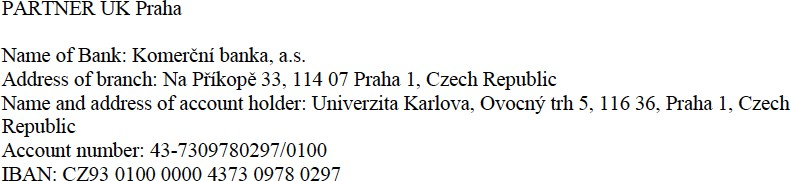 PARTNER UK Praha
Name of Bank: Komerční banka, a.s.
Address of branch: Na Příkopě 33, 114 07 Praha 1, Czech Republic
Name and address of account holder: Univerzita Karlova, Ovocný trh 5, 116 36, Praha 1, Czech
Republic
Account number: 43-7309780297/0100
IBAN: CZ93 0100 0000 4373 0978 0297